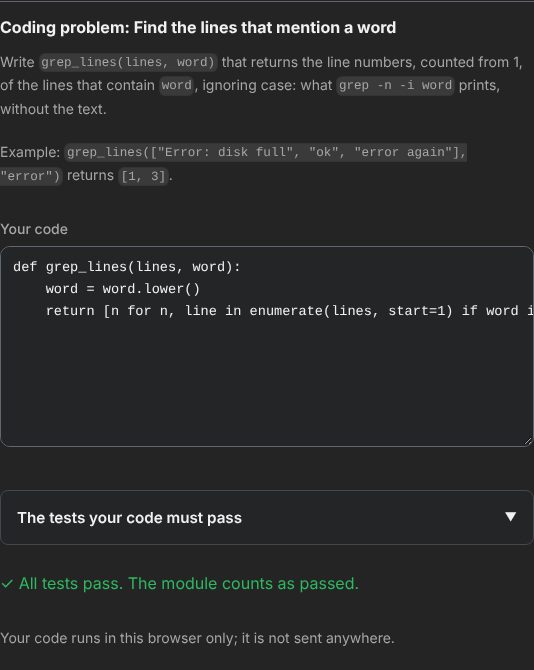 Coding problem: Find the lines that mention a word
Write grep_lines(lines, word) that returns the line numbers, counted from 1,
of the lines that contain word, ignoring case: what grep -n -i word prints,
without the text.
Example: grep_lines(["Error: disk full", "ok", "error again"],
"error") returns [1, 3].
Your code
def grep_lines(lines, word):
    word = word.lower()
    return [n for n, line in enumerate(lines, start=1) if word i
The tests your code must pass ▼
✓ All tests pass. The module counts as passed.
Your code runs in this browser only; it is not sent anywhere.